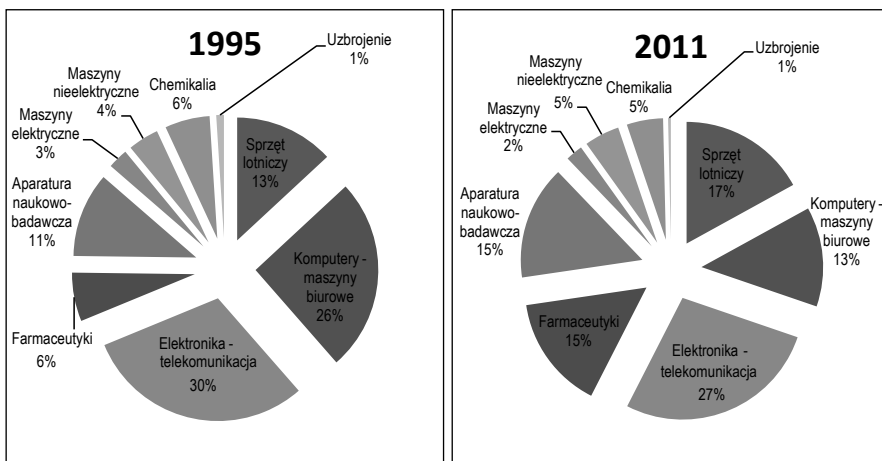 1995
Uzbrojenie
1%
Chemikalia
6%
Maszyny
nieelektryczne
4%
Maszyny
elektryczne
3%
Aparatura
naukowo-
badawcza
11%
Farmaceutyki
6%
Elektronika -
telekomunikacja
30%
Komputery -
maszyny
biurowe
26%
Sprzęt
lotniczy
13%
2011
Uzbrojenie
1%
Chemikalia
5%
Maszyny
nieelektryczne
5%
Maszyny
elektryczne
2%
Aparatura
naukowo-
badawcza
15%
Farmaceutyki
15%
Elektronika -
telekomunikacja
27%
Komputery -
maszyny
biurowe
13%
Sprzęt
lotniczy
17%